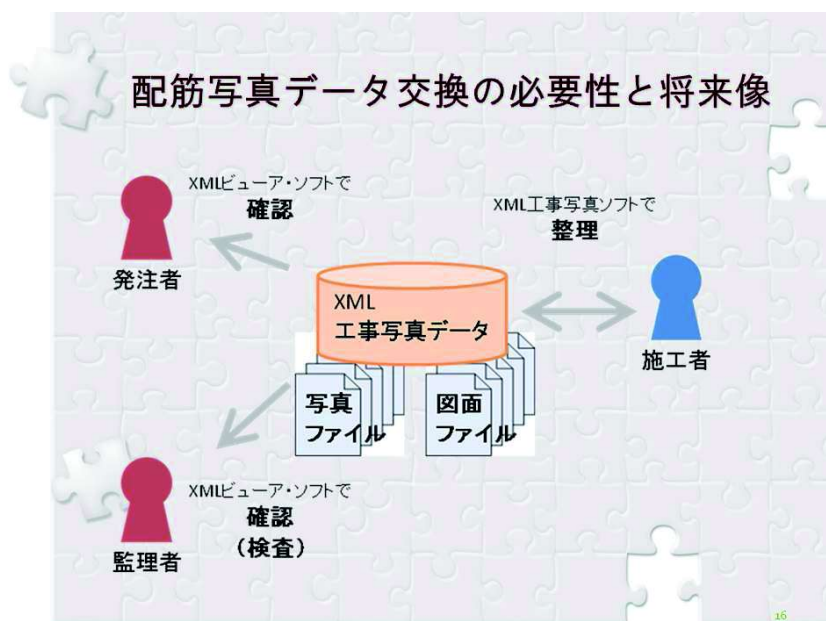 配筋写真データ交換の必要性と将来像
XMLビューア・ソフトで
確認
発注者
XML工事写真ソフトで
整理
施工者
XML
工事写真データ
写真
ファイル
図面
ファイル
XMLビューア・ソフトで
確認
（検査）
監理者
16